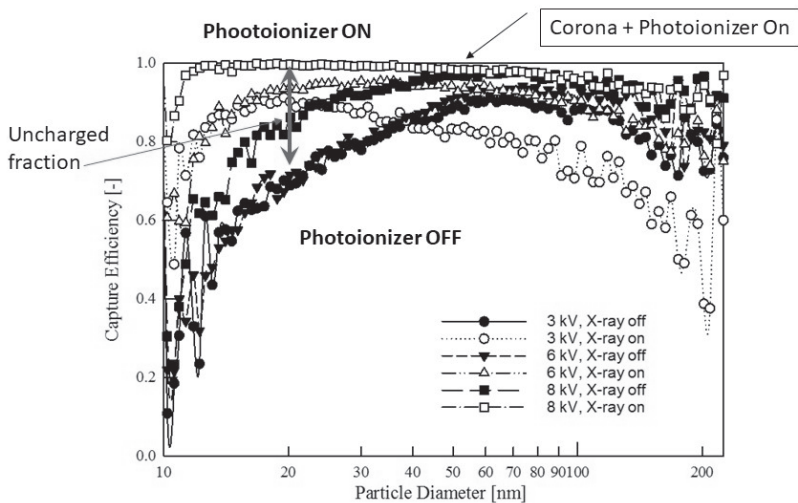 Phootoionizer ON
Corona + Photoionizer On
Uncharged
fraction
Photoionizer OFF
Capture Efficiency [-]
1.0
0.8
0.6
0.4
0.2
0.0
3 kV, X-ray off
3 kV, X-ray on
6 kV, X-ray off
6 kV, X-ray on
8 kV, X-ray off
8 kV, X-ray on
10 20 30 40 50 60 70 80 90100 200
Particle Diameter [nm]